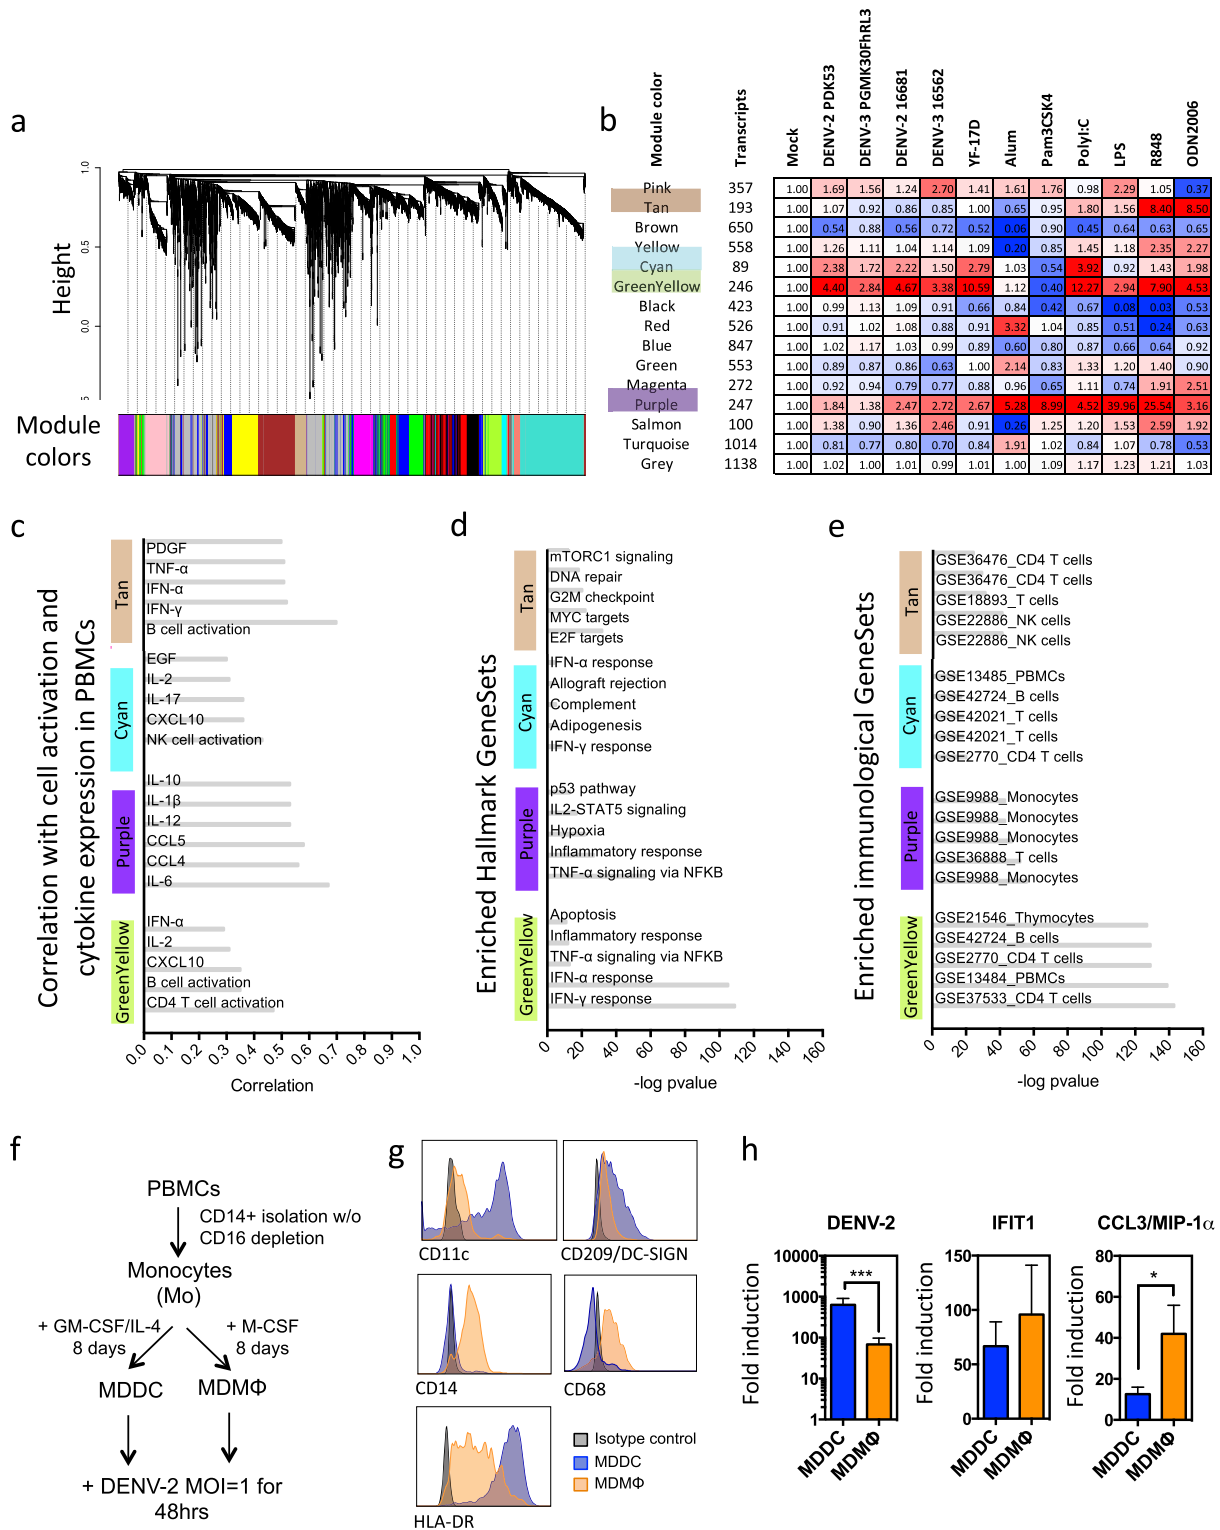 a
Height
1.0
0.5
0.0
Module
colors
b
Module color
Transcripts
Mock
DENV-2 PDK53
DENV-3 PGMK30FhRL3
DENV-2 16681
DENV-3 16562
YF-17D
Alum
Pam3CSK4
PolyI:C
LPS
R848
ODN2006
Pink 357 1.00 1.69 1.56 1.24 2.70 1.41 1.61 1.76 0.98 2.29 1.05 0.37
Tan 193 1.00 1.07 0.92 0.86 0.85 1.00 0.65 0.95 1.80 1.56 8.40 8.50
Brown 650 1.00 0.54 0.88 0.56 0.72 0.52 0.06 0.90 0.45 0.64 0.63 0.65
Yellow 558 1.00 1.26 1.11 1.04 1.14 1.09 0.20 0.85 1.45 1.18 2.35 2.27
Cyan 89 1.00 2.38 1.72 2.22 1.50 2.79 1.03 0.54 3.92 0.92 1.43 1.98
GreenYellow 246 1.00 4.40 2.84 4.67 3.38 10.59 1.12 0.40 12.27 2.94 7.90 4.53
Black 423 1.00 0.99 1.13 1.09 0.91 0.66 0.84 0.42 0.67 0.08 0.03 0.53
Red 526 1.00 0.91 1.02 1.08 0.88 0.91 3.32 1.04 0.85 0.51 0.24 0.63
Blue 847 1.00 1.02 1.17 1.03 0.99 0.89 0.60 0.80 0.87 0.66 0.64 0.92
Green 553 1.00 0.89 0.87 0.86 0.63 1.00 2.14 0.83 1.33 1.20 1.40 0.90
Magenta 272 1.00 0.92 0.94 0.79 0.77 0.88 0.96 0.65 1.11 0.74 1.91 2.51
Purple 247 1.00 1.84 1.38 2.47 2.72 2.67 5.28 8.99 4.52 39.96 25.54 3.16
Salmon 100 1.00 1.38 0.90 1.36 2.46 0.91 0.26 1.25 1.20 1.53 2.59 1.92
Turquoise 1014 1.00 0.81 0.77 0.80 0.70 0.84 1.91 1.02 0.84 1.07 0.78 0.53
Grey 1138 1.00 1.02 1.00 1.01 0.99 1.01 1.00 1.09 1.17 1.23 1.21 1.03
c
Correlation with cell activation and
cytokine expression in PBMCs
Tan
PDGF
TNF-α
IFN-α
IFN-γ
B cell activation
Cyan
EGF
IL-2
IL-17
CXCL10
NK cell activation
Purple
IL-10
IL-1β
IL-12
CCL5
CCL4
IL-6
GreenYellow
IFN-α
IL-2
CXCL10
B cell activation
CD4 T cell activation
0.0 0.1 0.2 0.3 0.4 0.5 0.6 0.7 0.8 0.9 1.0
Correlation
d
Enriched Hallmark GeneSets
Tan
mTORC1 signaling
DNA repair
G2M checkpoint
MYC targets
E2F targets
Cyan
IFN-α response
Allograft rejection
Complement
Adipogenesis
IFN-γ response
Purple
p53 pathway
IL2-STAT5 signaling
Hypoxia
Inflammatory response
TNF-α signaling via NFKB
GreenYellow
Apoptosis
Inflammatory response
TNF-α signaling via NFKB
IFN-α response
IFN-γ response
0 20 40 60 80 100 120 140 160
-log pvalue
e
Enriched immunological GeneSets
Tan
GSE36476_CD4 T cells
GSE36476_CD4 T cells
GSE18893_T cells
GSE22886_NK cells
GSE22886_NK cells
Cyan
GSE13485_PBMCs
GSE42724_B cells
GSE42021_T cells
GSE42021_T cells
GSE2770_CD4 T cells
Purple
GSE9988_Monocytes
GSE9988_Monocytes
GSE9988_Monocytes
GSE36888_T cells
GSE9988_Monocytes
GreenYellow
GSE21546_Thymocytes
GSE42724_B cells
GSE2770_CD4 T cells
GSE13484_PBMCs
GSE37533_CD4 T cells
0 20 40 60 80 100 120 140 160
-log pvalue
f
PBMCs
CD14+ isolation w/o
CD16 depletion
Monocytes
(Mo)
+ GM-CSF/IL-4
8 days
+ M-CSF
8 days
MDDC
MDMΦ
+ DENV-2 MOI=1 for
48hrs
g
CD11c
CD209/DC-SIGN
CD14
CD68
HLA-DR
Isotype control
MDDC
MDMΦ
h
DENV-2
Fold induction
10000
1000
100
10
1
***
MDDC
MDMΦ
IFIT1
Fold induction
150
100
50
0
MDDC
MDMΦ
CCL3/MIP-1α
Fold induction
80
60
40
20
0
*
MDDC
MDMΦ